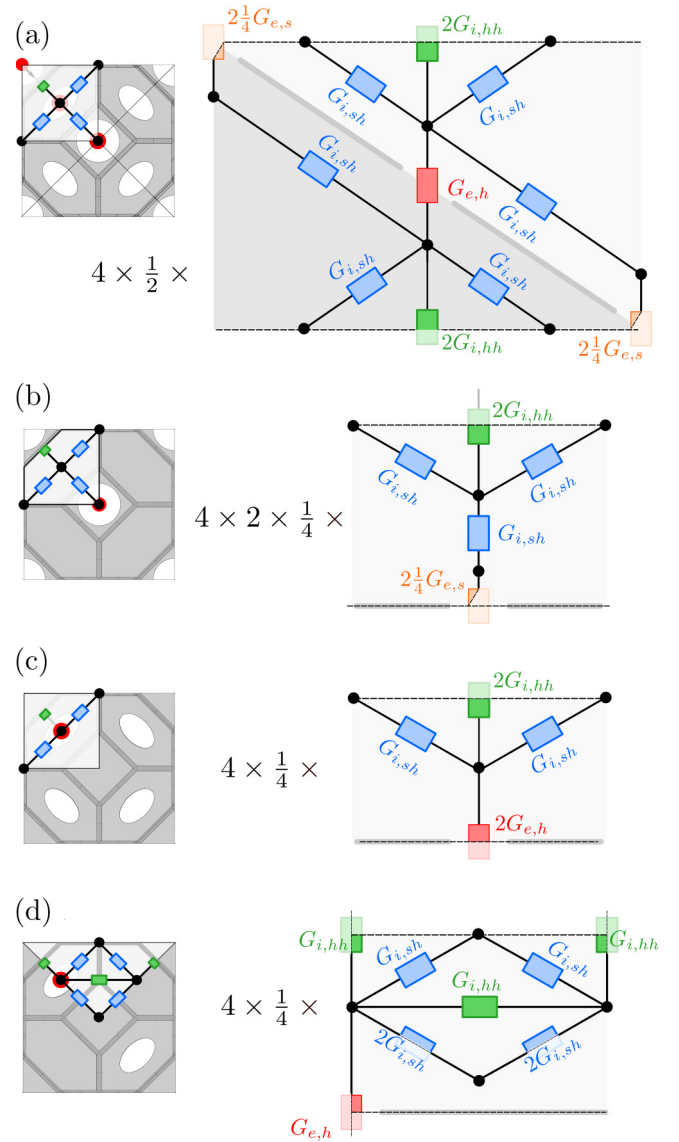 (a)
2¼G_{e,s}
2G_{i,hh}
G_{i,sh}
G_{i,sh}
G_{i,sh}
G_{e,h}
G_{i,sh}
4 × ½ ×
G_{i,sh}
G_{i,sh}
2G_{i,hh}
2¼G_{e,s}
(b)
2G_{i,hh}
G_{i,sh}
G_{i,sh}
4 × 2 × ¼ ×
G_{i,sh}
2¼G_{e,s}
(c)
2G_{i,hh}
G_{i,sh}
G_{i,sh}
4 × ¼ ×
2G_{e,h}
(d)
G_{i,hh}
G_{i,sh}
G_{i,sh}
G_{i,hh}
G_{i,hh}
4 × ¼ ×
2G_{i,sh}
2G_{i,sh}
G_{e,h}